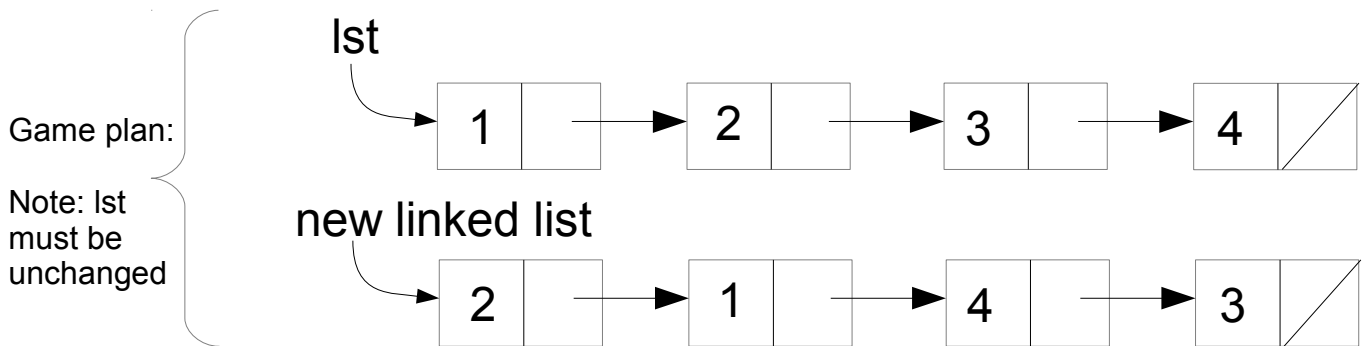 lst
1 2 3 4
Game plan:
Note: lst
must be
unchanged
new linked list
2 1 4 3